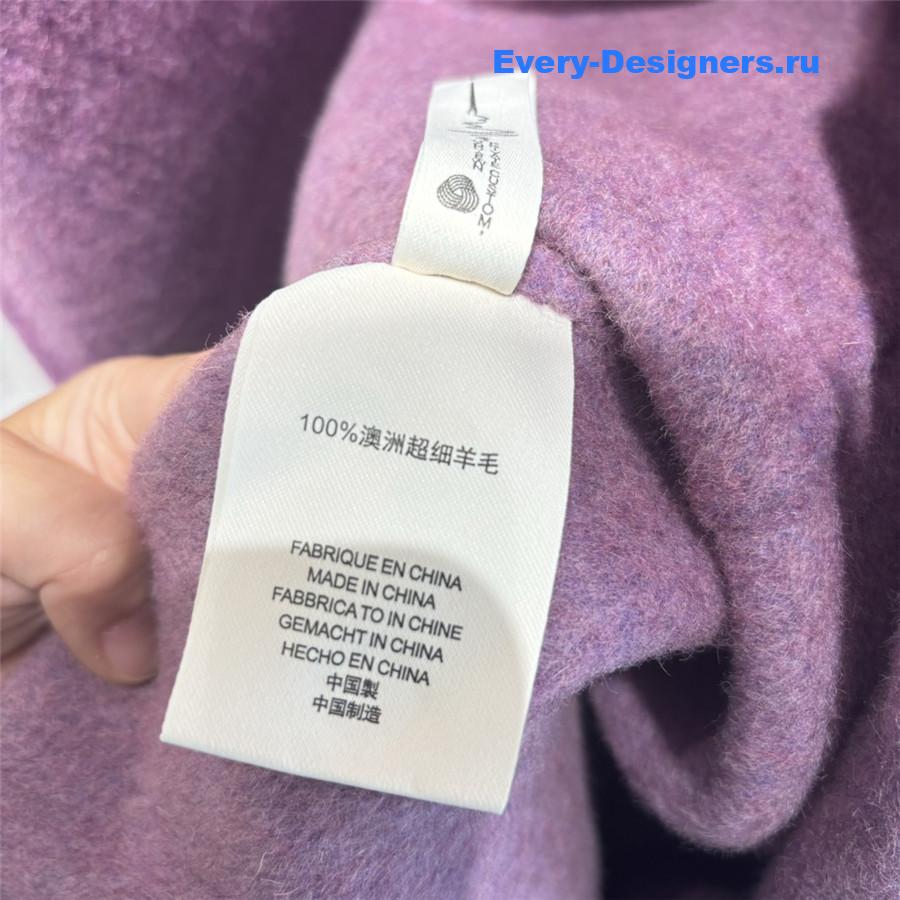 Every-Designers.ru
100%澳洲超细羊毛
FABRIQUE EN CHINA
MADE IN CHINA
FABBRICA TO IN CHINE
GEMACHT IN CHINA
HECHO EN CHINA
中国製
中国制造